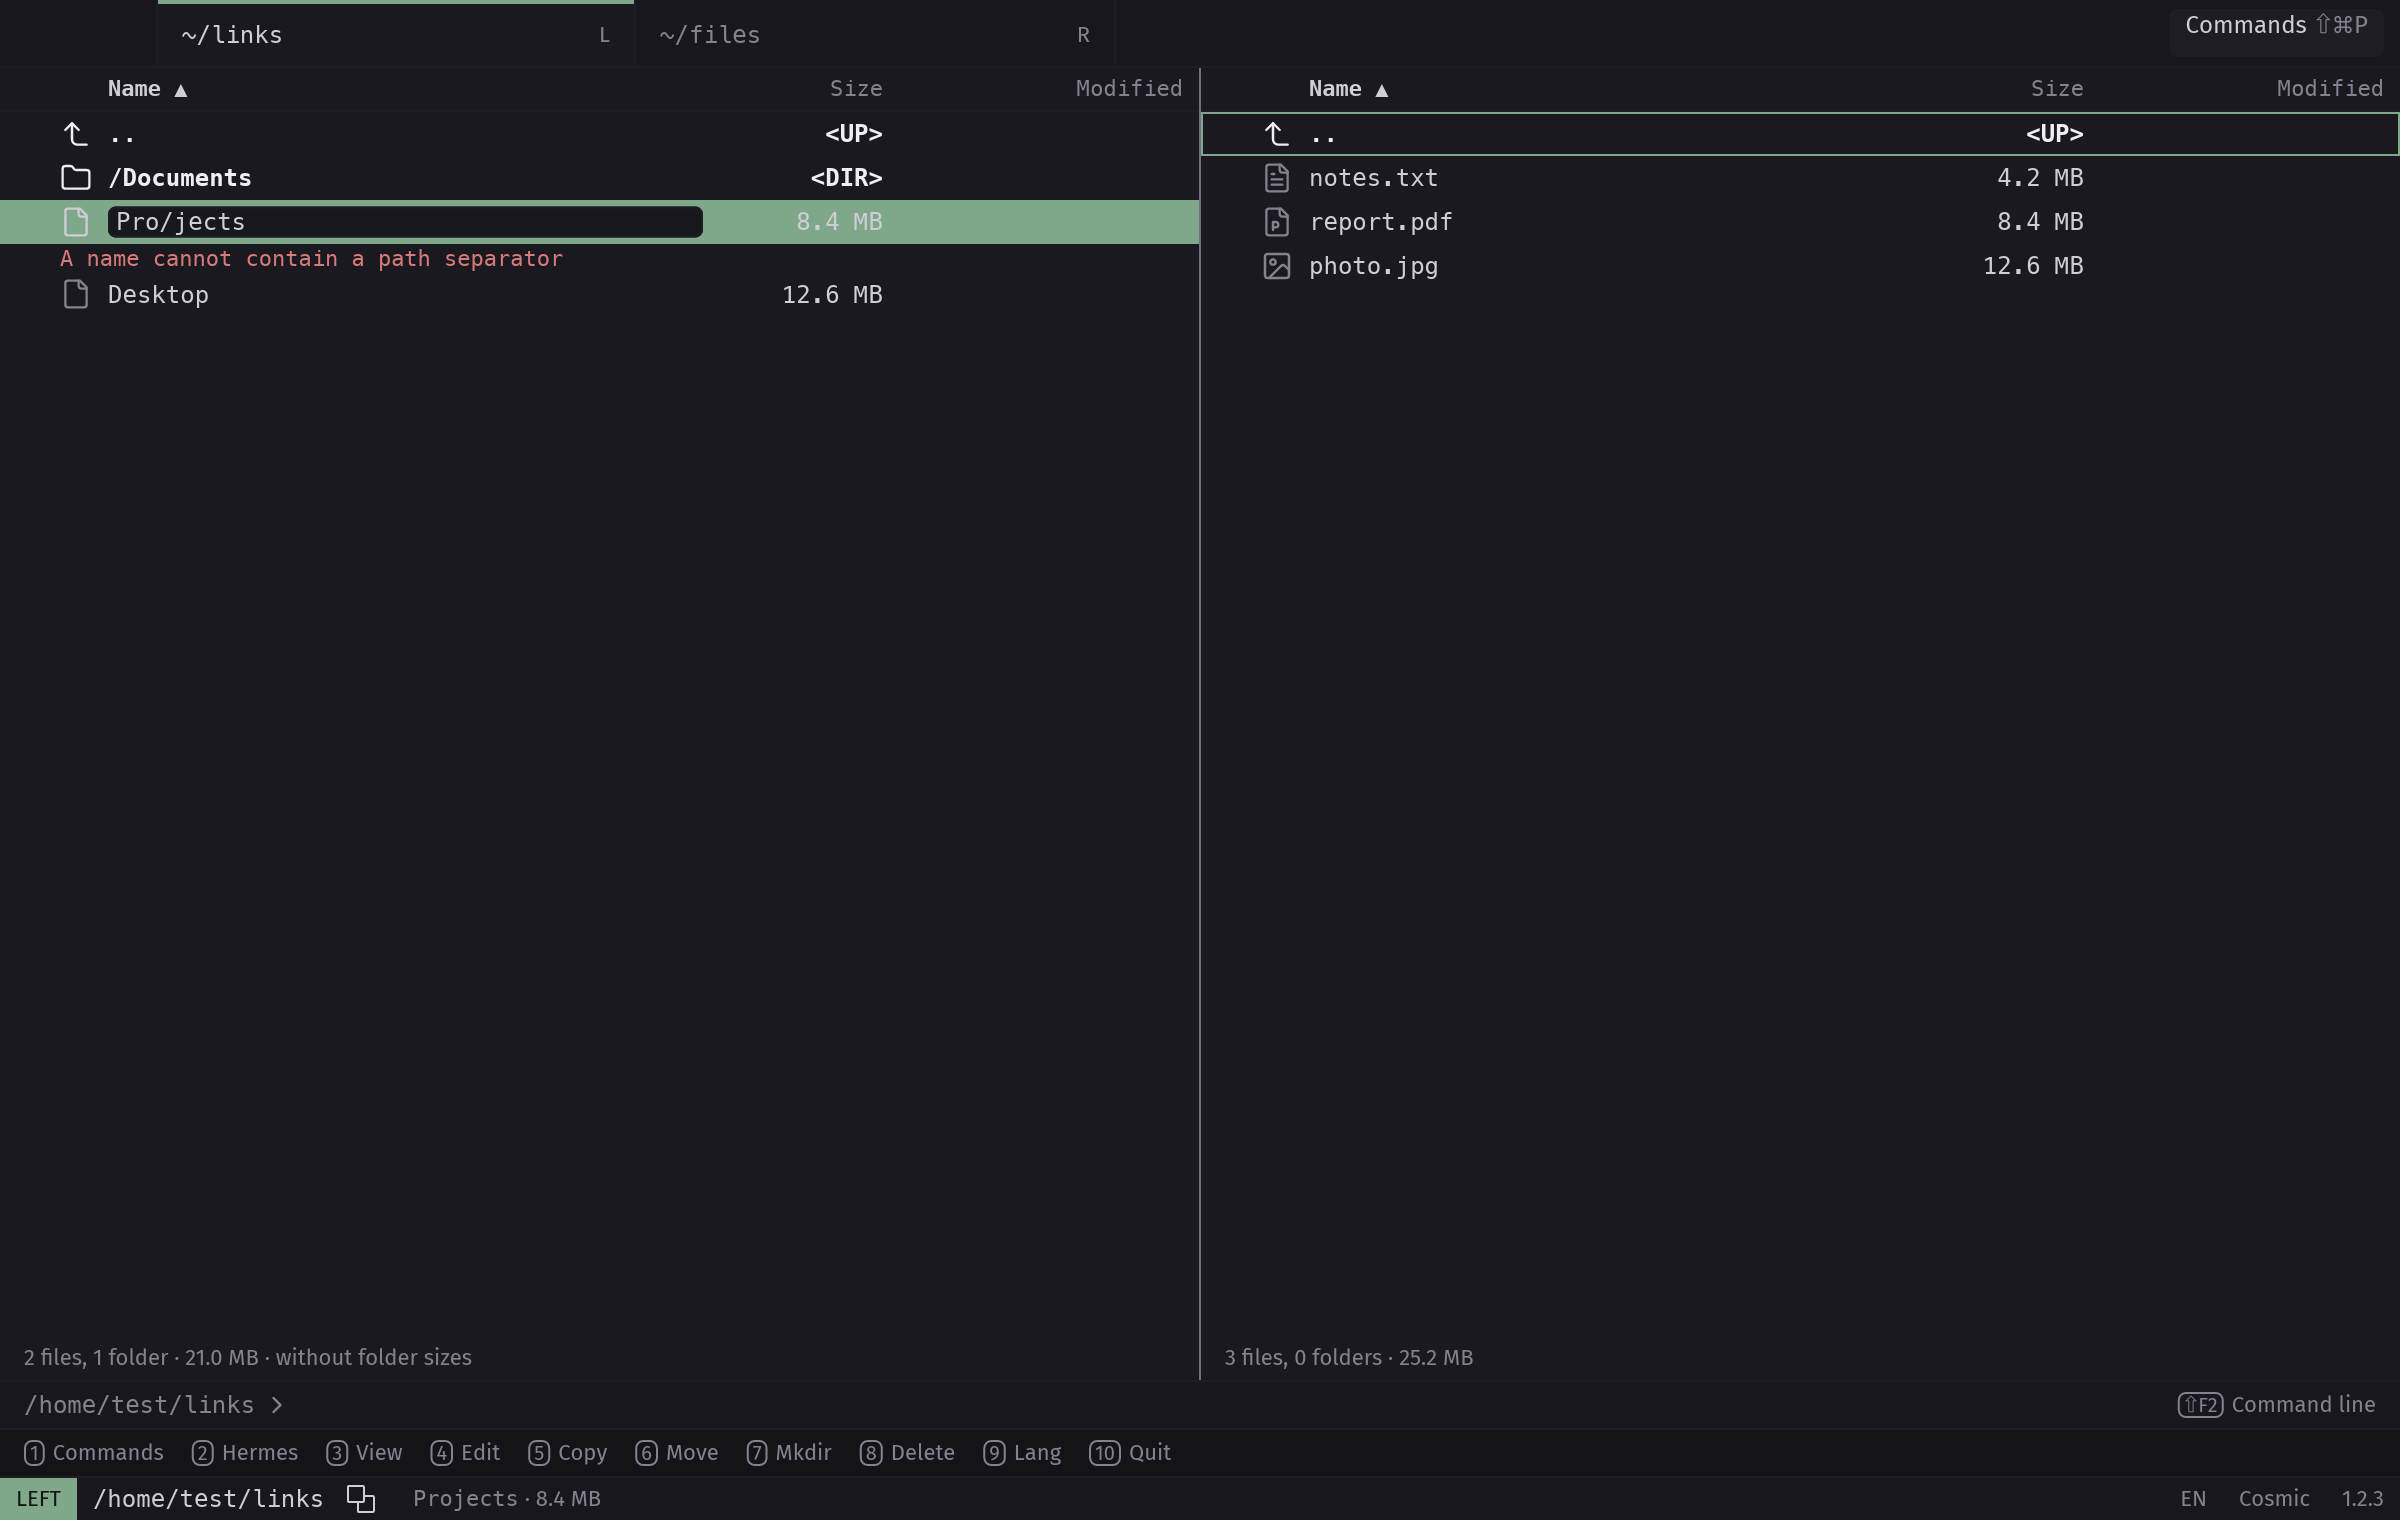 ~/links L ~/files R Commands ⇧⌘P
Name ▲ Size Modified Name ▲ Size Modified
.. <UP> .. <UP>
/Documents <DIR> notes.txt 4.2 MB
Pro/jects 8.4 MB report.pdf 8.4 MB
A name cannot contain a path separator photo.jpg 12.6 MB
Desktop 12.6 MB
2 files, 1 folder · 21.0 MB · without folder sizes 3 files, 0 folders · 25.2 MB
/home/test/links ⇧F2 Command line
1 Commands 2 Hermes 3 View 4 Edit 5 Copy 6 Move 7 Mkdir 8 Delete 9 Lang 10 Quit
LEFT /home/test/links Projects · 8.4 MB EN Cosmic 1.2.3